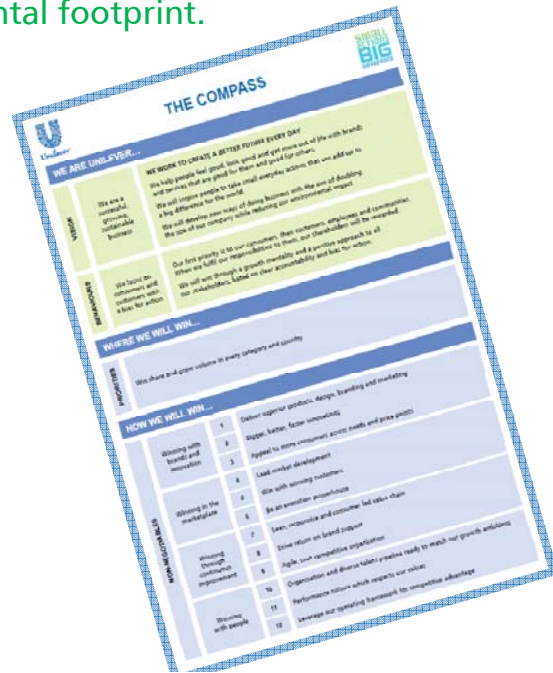 ntal footprint.
SMALL ACTIONS BIG DIFFERENCE
Unilever
THE COMPASS
WE ARE UNILEVER...
VISION
We are a
successful,
growing,
sustainable
business
WE WORK TO CREATE A BETTER FUTURE EVERY DAY
We help people feel good, look good and get more out of life with brands
and services that are good for them and good for others.
We will inspire people to take small everyday actions that can add up to
a big difference for the world.
We will develop new ways of doing business with the aim of doubling
the size of our company while reducing our environmental impact.
BEHAVIOURS
We focus on
consumers and
customers with
a bias for action
Our first priority is to our consumers, then customers, employees and communities.
When we fulfil our responsibilities to them, our shareholders will be rewarded.
We will win through a growth mentality and a positive approach to all
our stakeholders, based on clear accountability and bias for action.
WHERE WE WILL WIN...
PRIORITIES
Win share and grow volume in every category and country
HOW WE WILL WIN...
NON-NEGOTIABLES
Winning with
brands and
innovation
1 Deliver superior products, design, branding and marketing
2 Bigger, better, faster innovations
3 Appeal to more consumers across needs and price points
Winning in the
marketplace
4 Lead market development
5 Win with winning customers
6 Be an execution powerhouse
Winning
through
continuous
improvement
7 Lean, responsive and consumer led value chain
8 Drive return on brand support
9 Agile, cost competitive organisation
Winning
with people
10 Organisation and diverse talent pipeline ready to match our growth ambitions
11 Performance culture which respects our values
12 Leverage our operating framework for competitive advantage